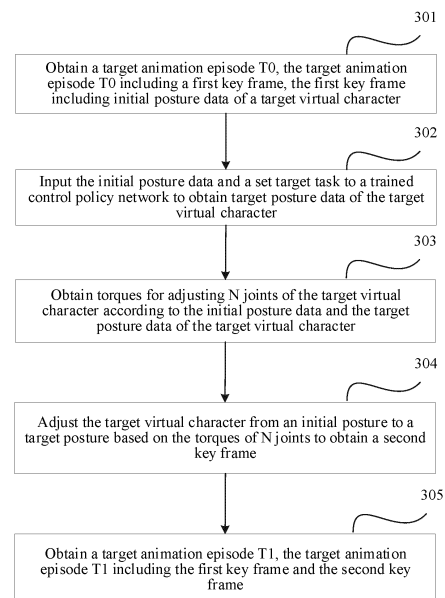 301
Obtain a target animation episode T0, the target animation
episode T0 including a first key frame, the first key frame
including initial posture data of a target virtual character
302
Input the initial posture data and a set target task to a trained
control policy network to obtain target posture data of the target
virtual character
303
Obtain torques for adjusting N joints of the target virtual
character according to the initial posture data and the target
posture data of the target virtual character
304
Adjust the target virtual character from an initial posture to a
target posture based on the torques of N joints to obtain a second
key frame
305
Obtain a target animation episode T1, the target animation
episode T1 including the first key frame and the second key
frame